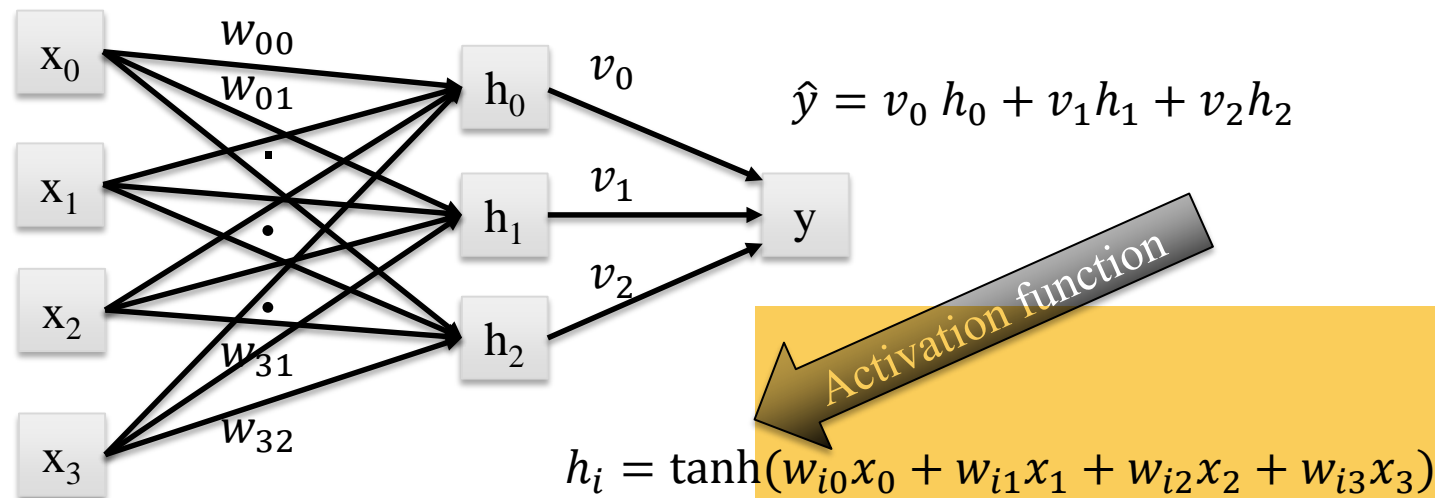 x₀
w₀₀
w₀₁
h₀
v₀
ŷ = v₀ h₀ + v₁h₁ + v₂h₂
x₁
h₁
v₁
y
Activation function
x₂
h₂
v₂
w₃₁
w₃₂
x₃
hᵢ = tanh(wᵢ₀x₀ + wᵢ₁x₁ + wᵢ₂x₂ + wᵢ₃x₃)